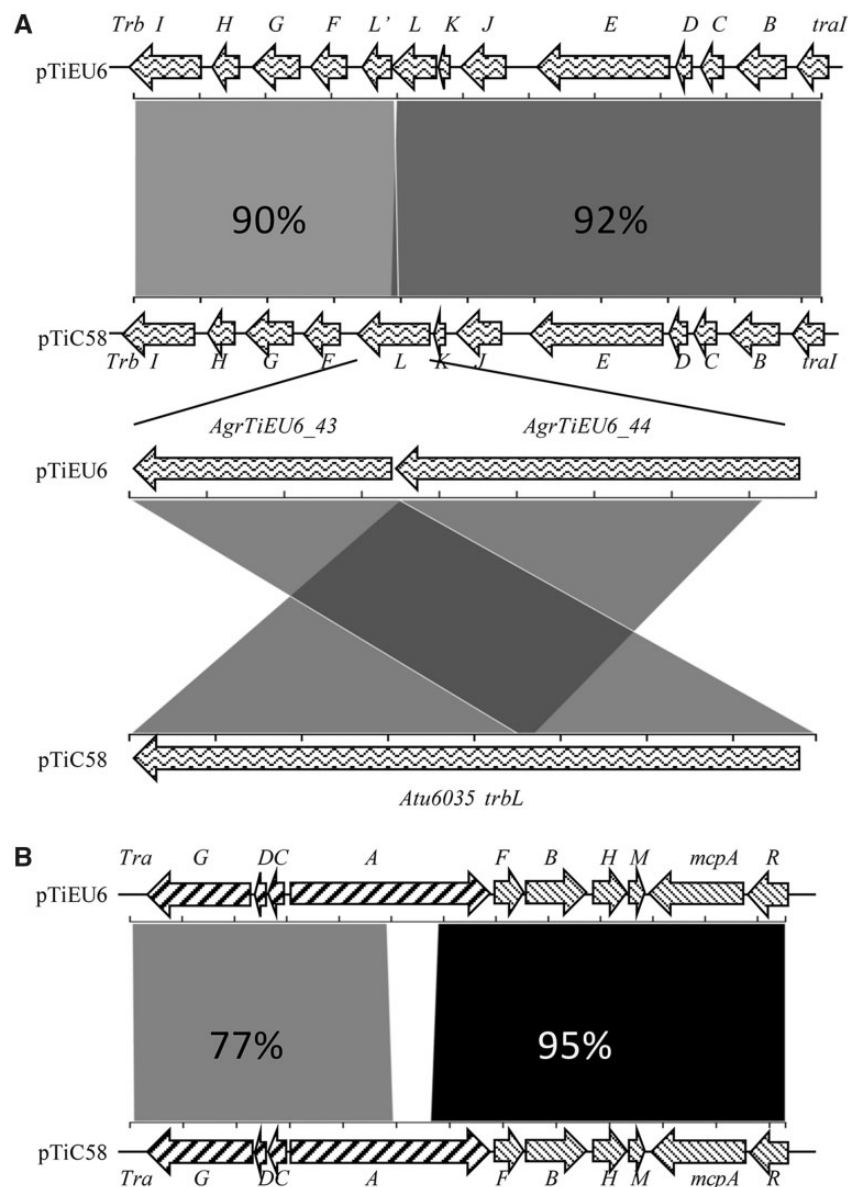 A
Trb I H G F L’ L K J E D C B traI
pTiEU6
90% 92%
pTiC58
Trb I H G F L K J E D C B traI
AgrTiEU6_43 AgrTiEU6_44
pTiEU6
pTiC58
Atu6035 trbL
B
Tra G D C A F B H M mcpA R
pTiEU6
77% 95%
pTiC58
Tra G D C A F B H M mcpA R